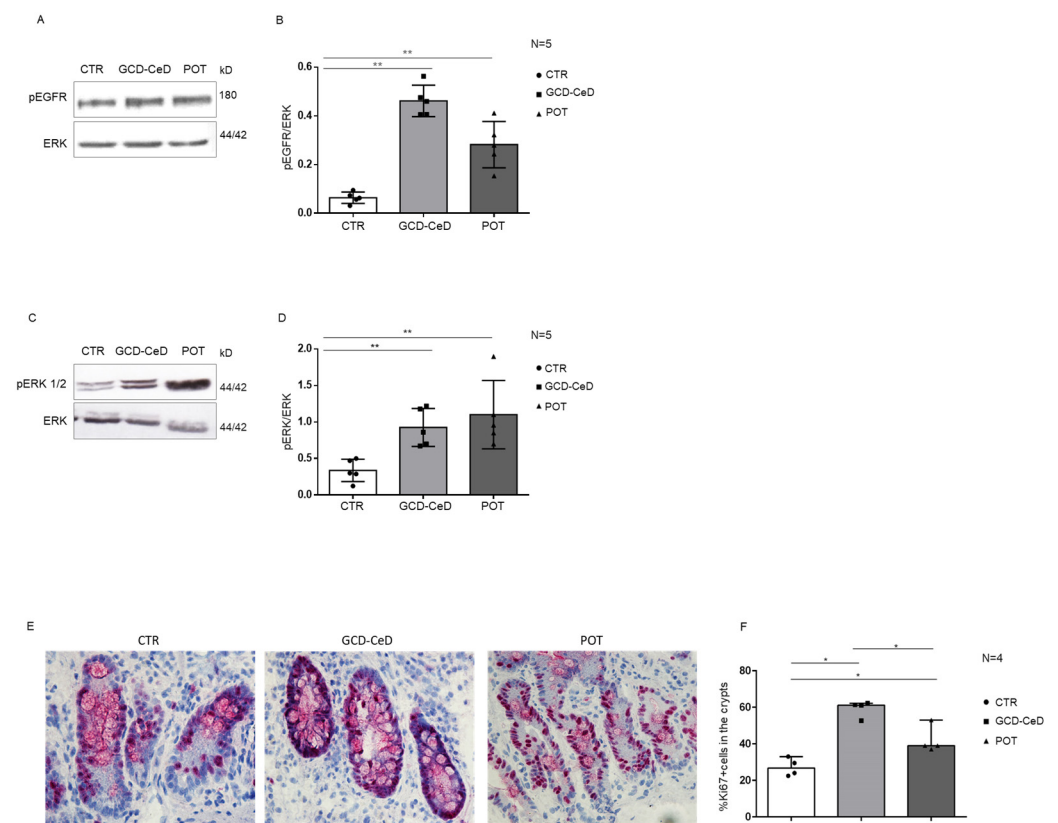 A
CTR GCD-CeD POT kD
pEGFR 180
ERK 44/42
B
N=5
**
**
CTR
GCD-CeD
POT
pEGFR/ERK
0.6
0.4
0.2
0.0
CTR GCD-CeD POT
C
CTR GCD-CeD POT kD
pERK 1/2 44/42
ERK 44/42
D
N=5
**
**
CTR
GCD-CeD
POT
pERK/ERK
2.0
1.5
1.0
0.5
0.0
CTR GCD-CeD POT
E
CTR GCD-CeD POT
F
N=4
*
*
*
CTR
GCD-CeD
POT
%Ki67+cells in the crypts
80
60
40
20
0